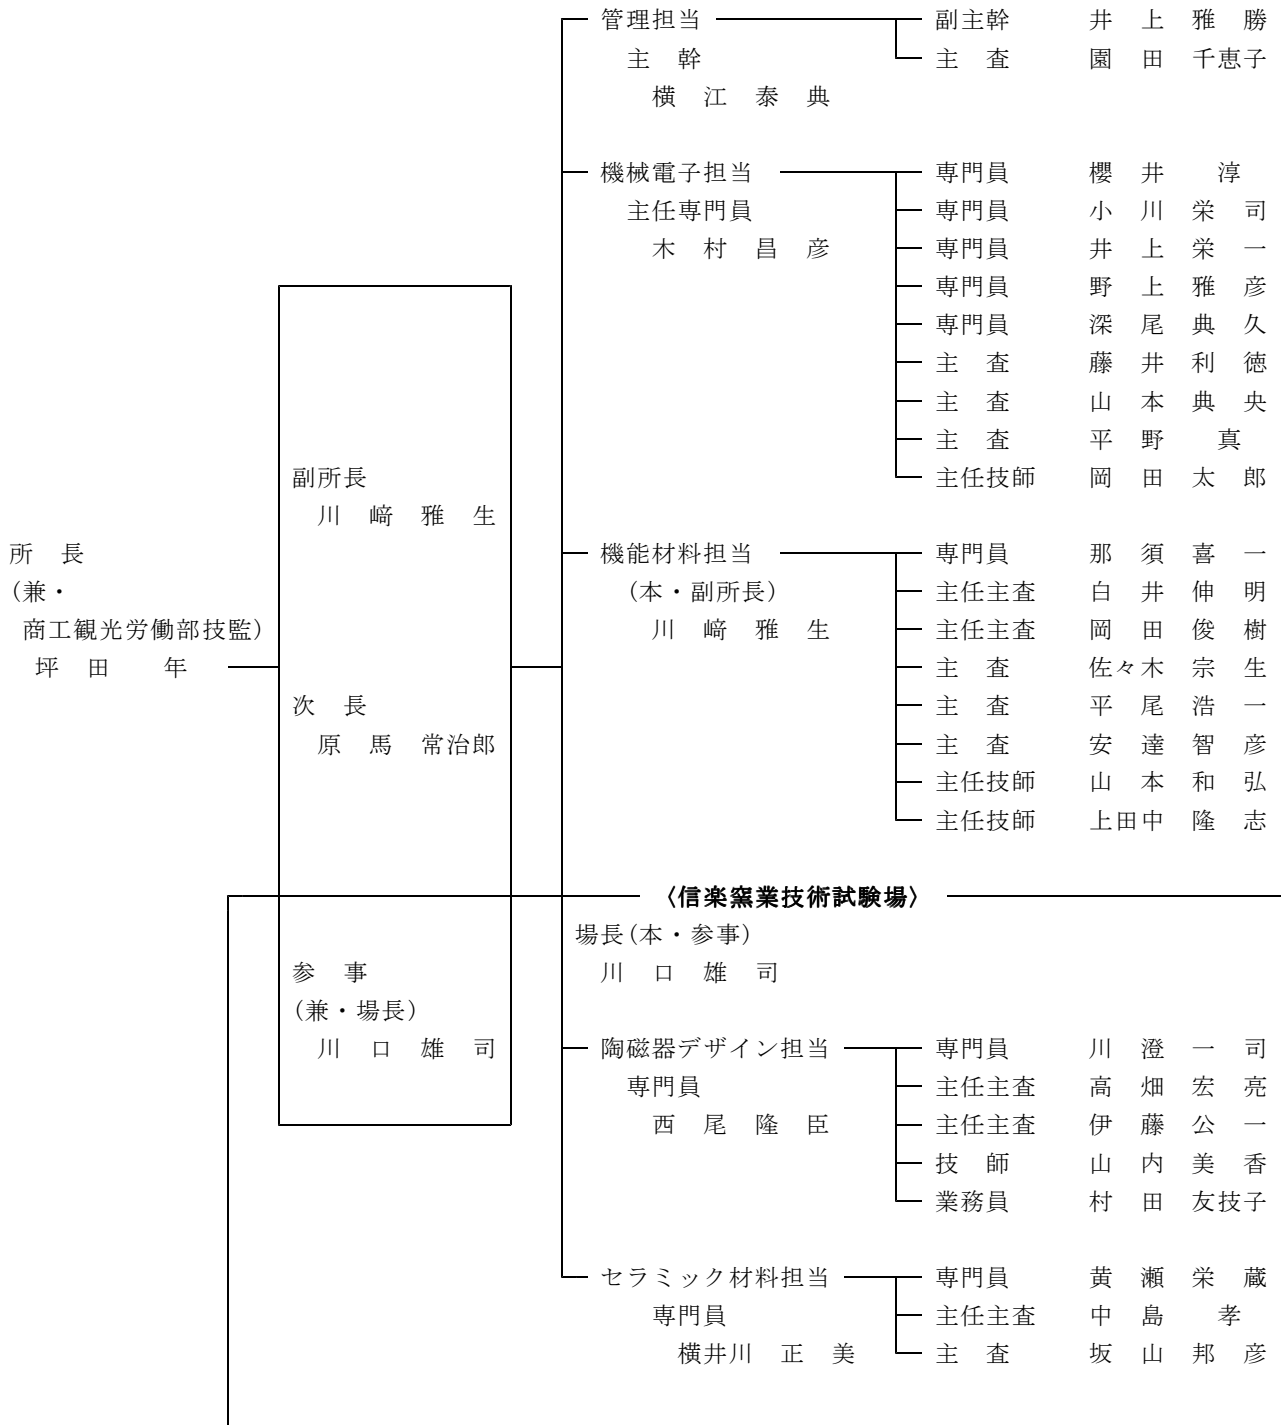 管理担当 副主幹 井上雅勝
主幹 主査 園田千恵子
横江泰典
機械電子担当 専門員 櫻井淳
主任専門員 専門員 小川栄司
木村昌彦 専門員 井上栄一
専門員 野上雅彦
専門員 深尾典久
主査 藤井利徳
主査 山本典央
主査 平野真
副所長 主任技師 岡田太郎
川﨑雅生
所長 機能材料担当 専門員 那須喜一
(兼・ (本・副所長) 主任主査 白井伸明
商工観光労働部技監) 川﨑雅生 主任主査 岡田俊樹
坪田年 主査 佐々木宗生
次長 主査 平尾浩一
原馬常治郎 主査 安達智彦
主任技師 山本和弘
主任技師 上田中隆志
〈信楽窯業技術試験場〉
場長(本・参事)
参事 川口雄司
(兼・場長)
川口雄司 陶磁器デザイン担当 専門員 川澄一司
専門員 主任主査 高畑宏亮
西尾隆臣 主任主査 伊藤公一
技師 山内美香
業務員 村田友技子
セラミック材料担当 専門員 黄瀬栄蔵
専門員 主任主査 中島孝
横井川正美 主査 坂山邦彦